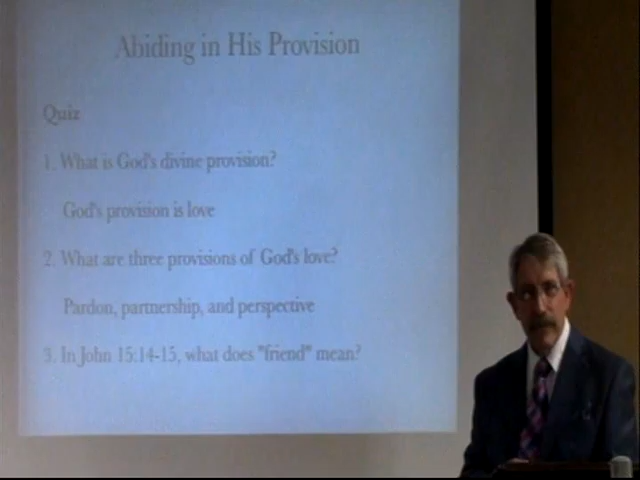 Abiding in His Provision
Quiz
1. What is God's divine provision?
God's provision is love
2. What are three provisions of God's love?
Pardon, partnership, and perspective
3. In John 15:14-15, what does "friend" mean?